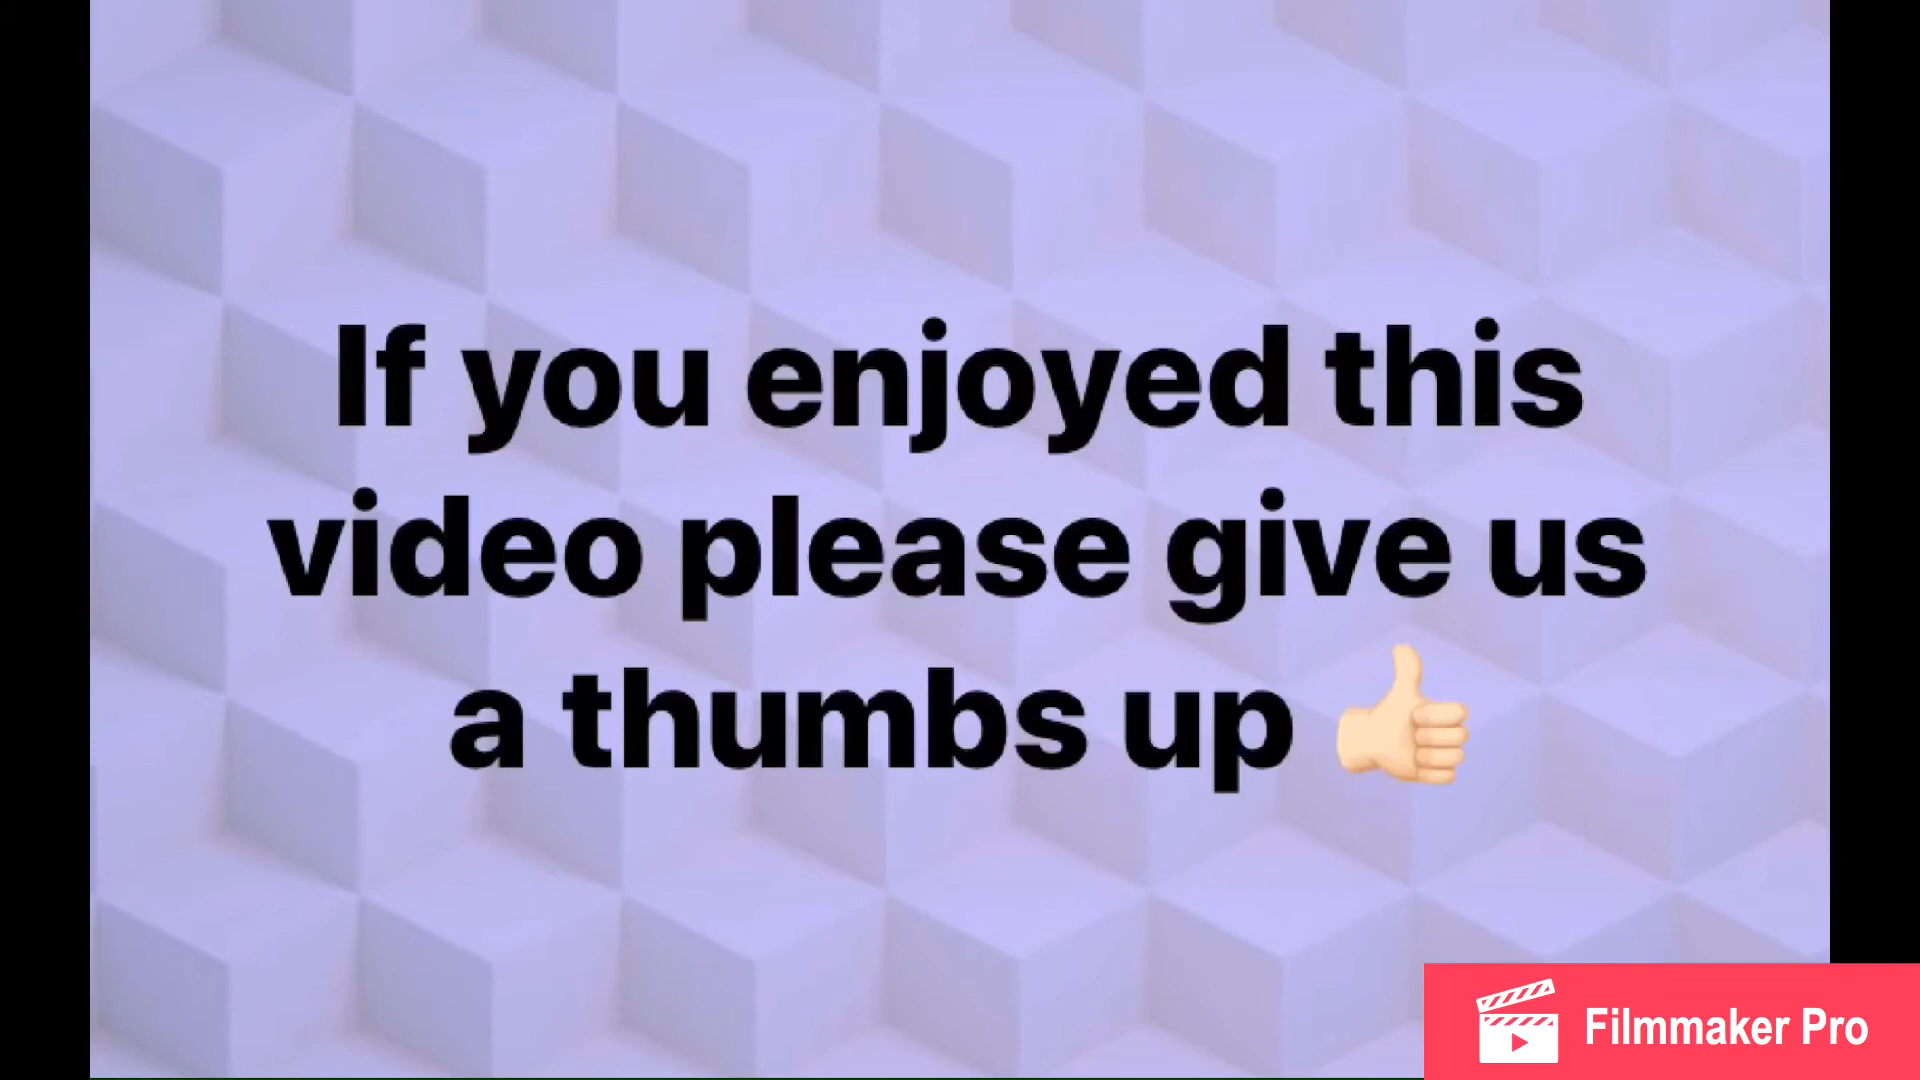 If you enjoyed this
video please give us
a thumbs up 👍🏻
Filmmaker Pro